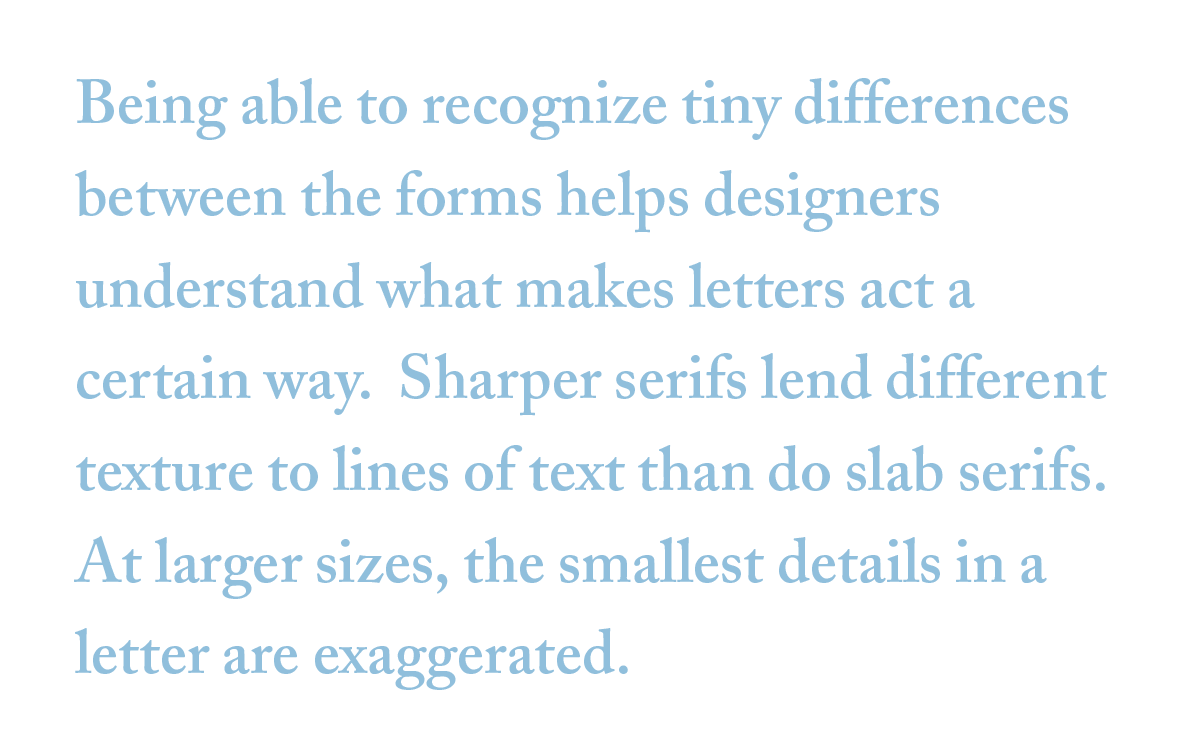 Being able to recognize tiny differences
between the forms helps designers
understand what makes letters act a
certain way.  Sharper serifs lend different
texture to lines of text than do slab serifs.
At larger sizes, the smallest details in a
letter are exaggerated.